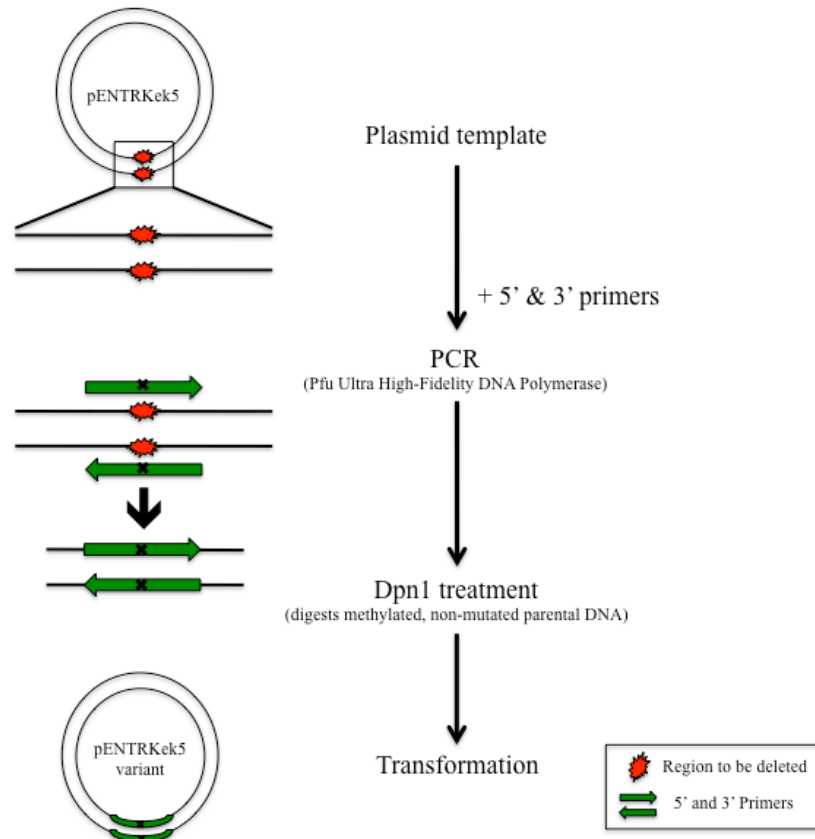 pENTRKek5
Plasmid template
+ 5’ & 3’ primers
PCR
(Pfu Ultra High-Fidelity DNA Polymerase)
Dpn1 treatment
(digests methylated, non-mutated parental DNA)
pENTRKek5
variant
Transformation
Region to be deleted
5’ and 3’ Primers